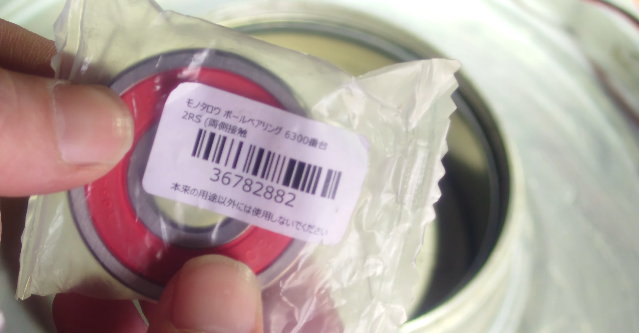 モノタロウ ボールベアリング 6300番台
2RS (両側接触
36782882
本来の用途以外には使用しないでください